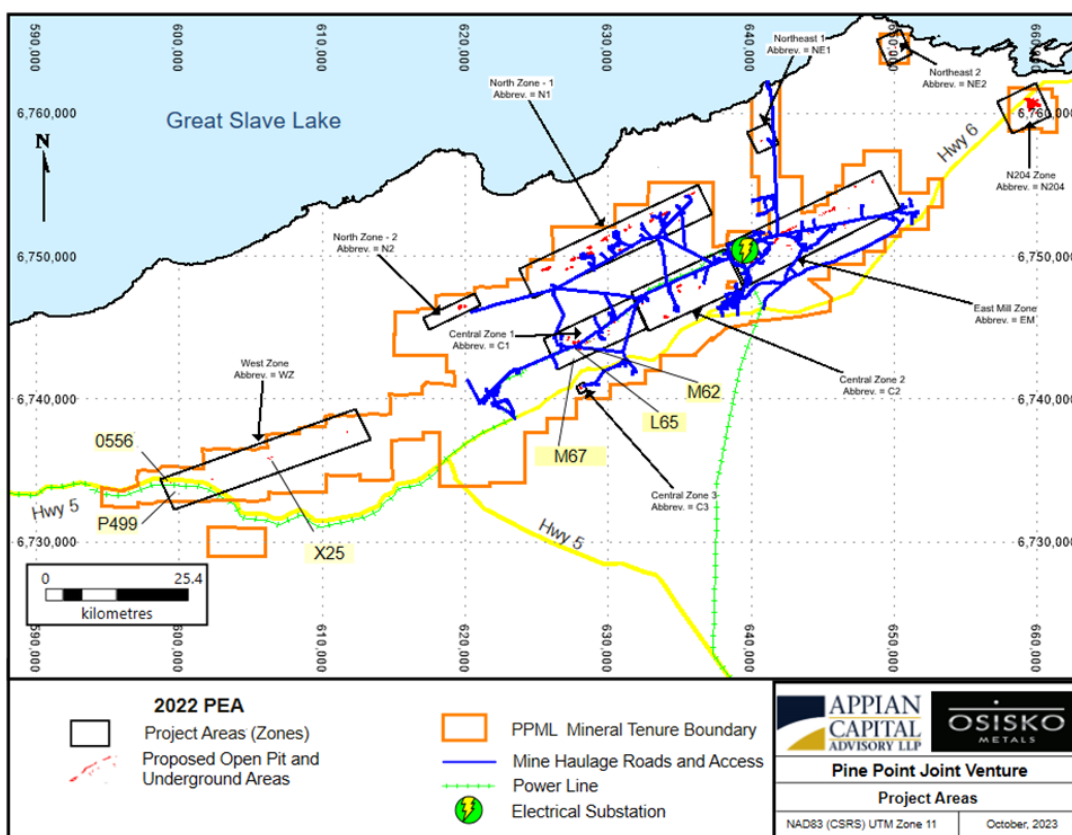 590,000
600,000
610,000
620,000
630,000
640,000
650,000
660,000
Northeast 1
Abbrev. = NE1
Northeast 2
Abbrev. = NE2
North Zone - 1
Abbrev. = N1
6,760,000
6,760,000
Great Slave Lake
N
Hwy 6
N204 Zone
Abbrev. = N204
North Zone - 2
Abbrev. = N2
6,750,000
6,750,000
East Mill Zone
Abbrev. = EM
Central Zone 1
Abbrev. = C1
West Zone
Abbrev. = WZ
Central Zone 2
Abbrev. = C2
M62
6,740,000
6,740,000
L65
0556
M67
Central Zone 3
Abbrev. = C3
Hwy 5
P499
X25
Hwy 5
6,730,000
6,730,000
0
25.4
kilometres
590,000
600,000
610,000
620,000
630,000
640,000
650,000
660,000
2022 PEA
Project Areas (Zones)
Proposed Open Pit and
Underground Areas
PPML Mineral Tenure Boundary
Mine Haulage Roads and Access
Power Line
Electrical Substation
APPIAN
CAPITAL
ADVISORY LLP
OSISKO
METALS
Pine Point Joint Venture
Project Areas
NAD83 (CSRS) UTM Zone 11
October, 2023